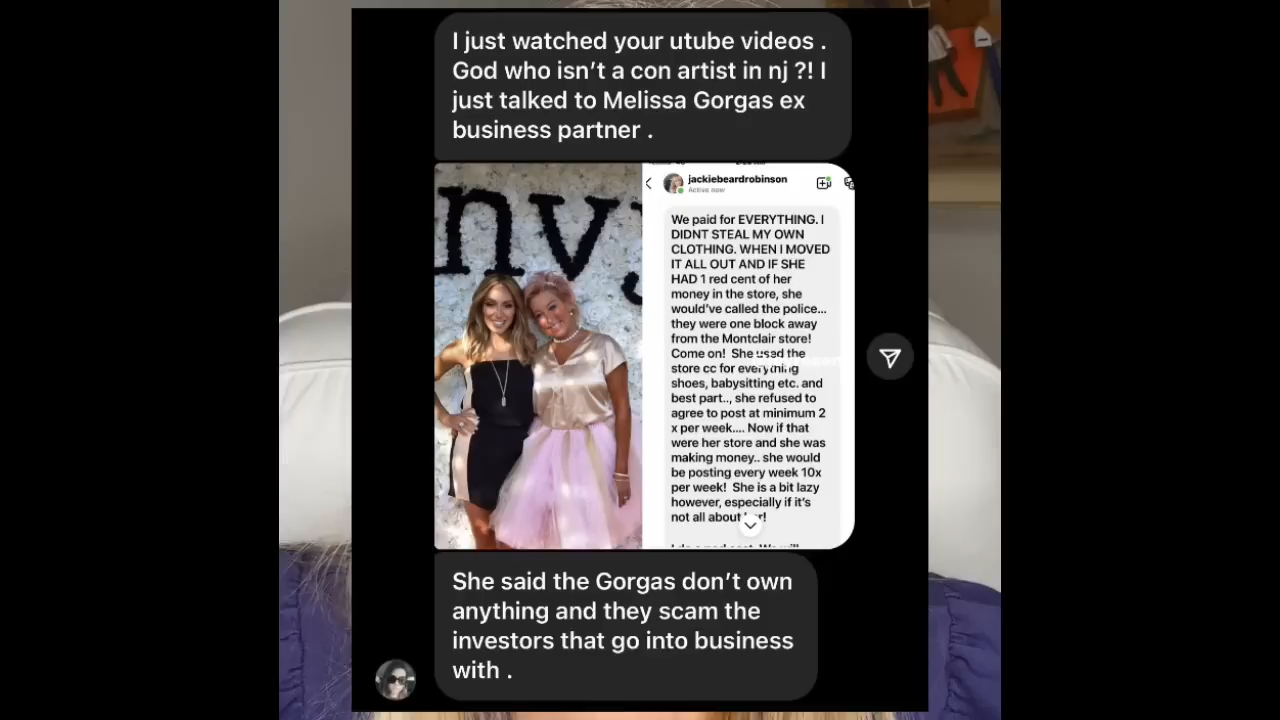 I just watched your utube videos .
God who isn't a con artist in nj ?! I
just talked to Melissa Gorgas ex
business partner .
nvy
jackiebeardrobinson
Active now
We paid for EVERYTHING. I
DIDNT STEAL MY OWN
CLOTHING. WHEN I MOVED
IT ALL OUT AND IF SHE
HAD 1 red cent of her
money in the store, she
would've called the police...
they were one block away
from the Montclair store!
Come on! She used the
store cc for everything
shoes, babysitting etc. and
best part.., she refused to
agree to post at minimum 2
x per week.... Now if that
were her store and she was
making money.. she would
be posting every week 10x
per week! She is a bit lazy
however, especially if it's
not all about her!
She said the Gorgas don't own
anything and they scam the
investors that go into business
with .